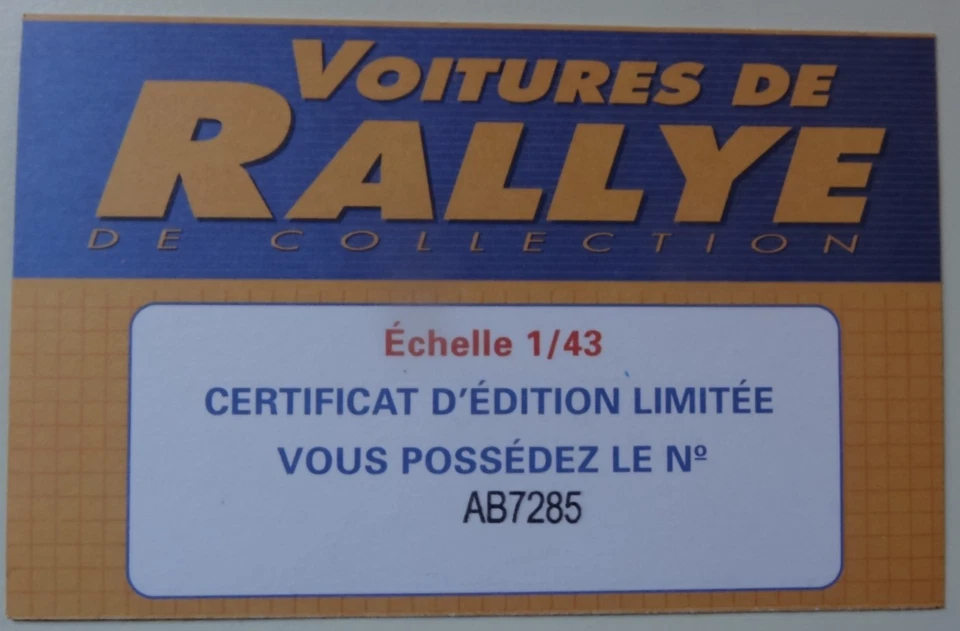 VOITURES DE
RALLYE
DE COLLECTION
Échelle 1/43
CERTIFICAT D'ÉDITION LIMITÉE
VOUS POSSÉDEZ LE Nº
AB7285